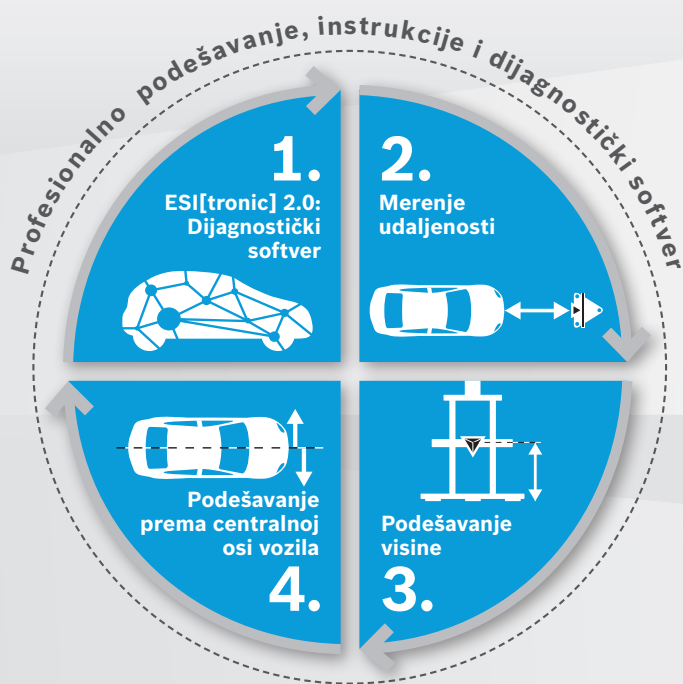 Profesionalno podešavanje, instrukcije i dijagnostički softver
1.
ESI[tronic] 2.0:
Dijagnostički
softver
2.
Merenje
udaljenosti
Podešavanje
visine
3.
Podešavanje
prema centralnoj
osi vozila
4.